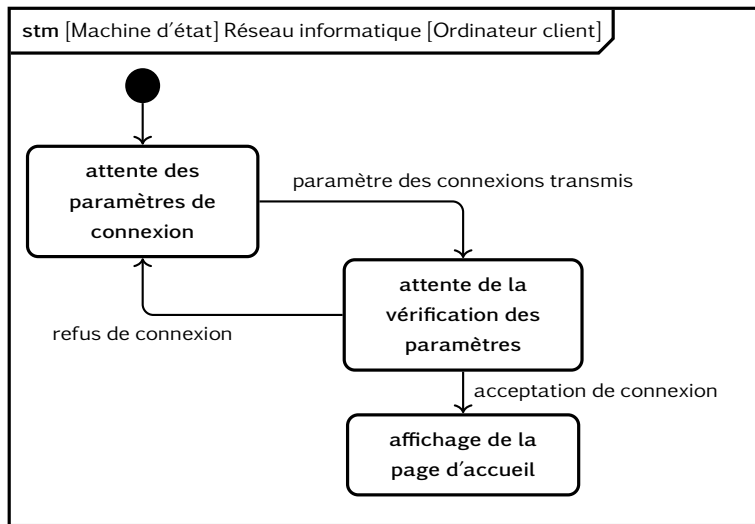 stm [Machine d'état] Réseau informatique [Ordinateur client]
attente des
paramètres de
connexion
paramètre des connexions transmis
attente de la
vérification des
paramètres
refus de connexion
acceptation de connexion
affichage de la
page d'accueil